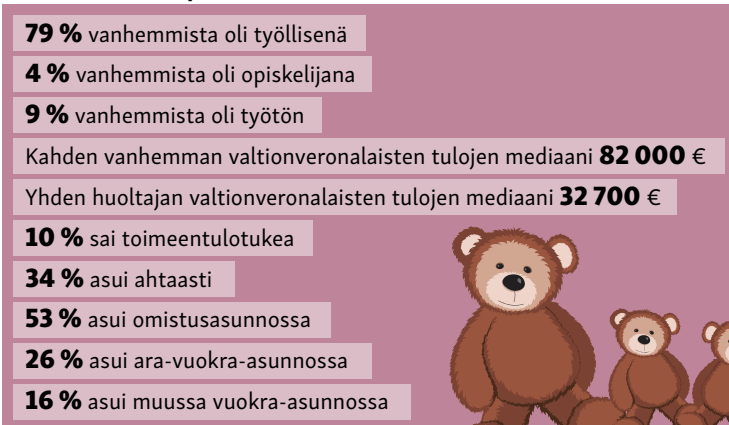 79 % vanhemmista oli työllisenä
4 % vanhemmista oli opiskelijana
9 % vanhemmista oli työtön
Kahden vanhemman valtionveronalaisten tulojen mediaani 82 000 €
Yhden huoltajan valtionveronalaisten tulojen mediaani 32 700 €
10 % sai toimeentulotukea
34 % asui ahtaasti
53 % asui omistusasunnossa
26 % asui ara-vuokra-asunnossa
16 % asui muussa vuokra-asunnossa